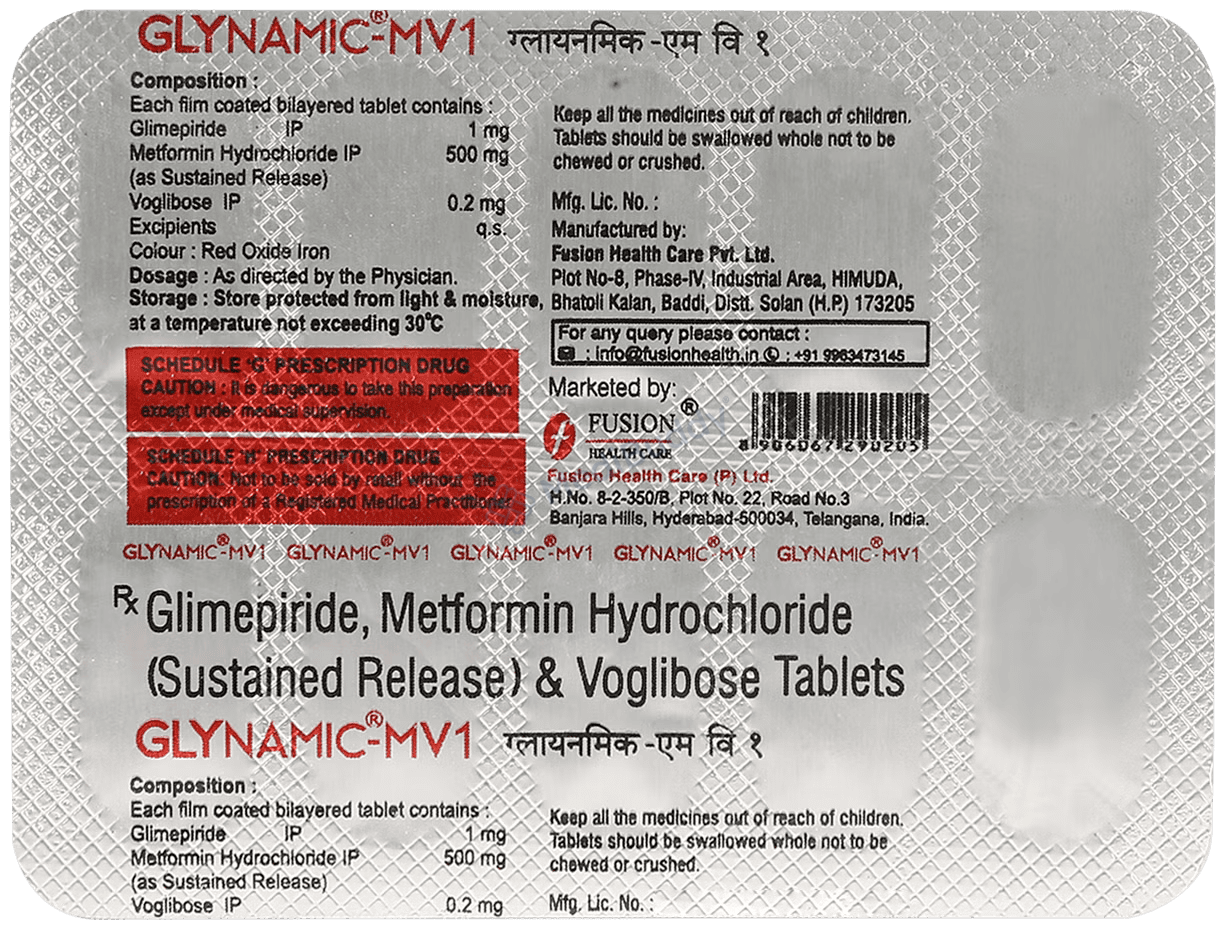 GLYNAMIC®-MV1 ग्लायनमिक -एम वि १
Composition :
Each film coated bilayered tablet contains :
Glimepiride IP 1 mg
Metformin Hydrochloride IP 500 mg
(as Sustained Release)
Voglibose IP 0.2 mg
Excipients q.s.
Colour : Red Oxide Iron
Dosage : As directed by the Physician.
Storage : Store protected from light & moisture,
at a temperature not exceeding 30°C
SCHEDULE 'G' PRESCRIPTION DRUG
CAUTION : It is dangerous to take this preparation
except under medical supervision.
SCHEDULE 'H' PRESCRIPTION DRUG
CAUTION: Not to be sold by retail without the
prescription of a Registered Medical Practitioner
Keep all the medicines out of reach of children.
Tablets should be swallowed whole not to be
chewed or crushed.
Mfg. Lic. No. :
Manufactured by:
Fusion Health Care Pvt. Ltd.
Plot No-8, Phase-IV, Industrial Area, HIMUDA,
Bhatoli Kalan, Baddi, Distt. Solan (H.P.) 173205
For any query please contact :
: info@fusionhealth.in : +91 9963473145
Marketed by:
FUSION®
HEALTH CARE
8906067290205
Fusion Health Care (P) Ltd.
H.No. 8-2-350/B, Plot No. 22, Road No.3
Banjara Hills, Hyderabad-500034, Telangana, India.
GLYNAMIC®-MV1 GLYNAMIC®-MV1 GLYNAMIC®-MV1 GLYNAMIC®-MV1 GLYNAMIC®-MV1
Rx Glimepiride, Metformin Hydrochloride
(Sustained Release) & Voglibose Tablets
GLYNAMIC®-MV1 ग्लायनमिक -एम वि १
Composition :
Each film coated bilayered tablet contains :
Glimepiride IP 1 mg
Metformin Hydrochloride IP 500 mg
(as Sustained Release)
Voglibose IP 0.2 mg
Keep all the medicines out of reach of children.
Tablets should be swallowed whole not to be
chewed or crushed.
Mfg. Lic. No. :